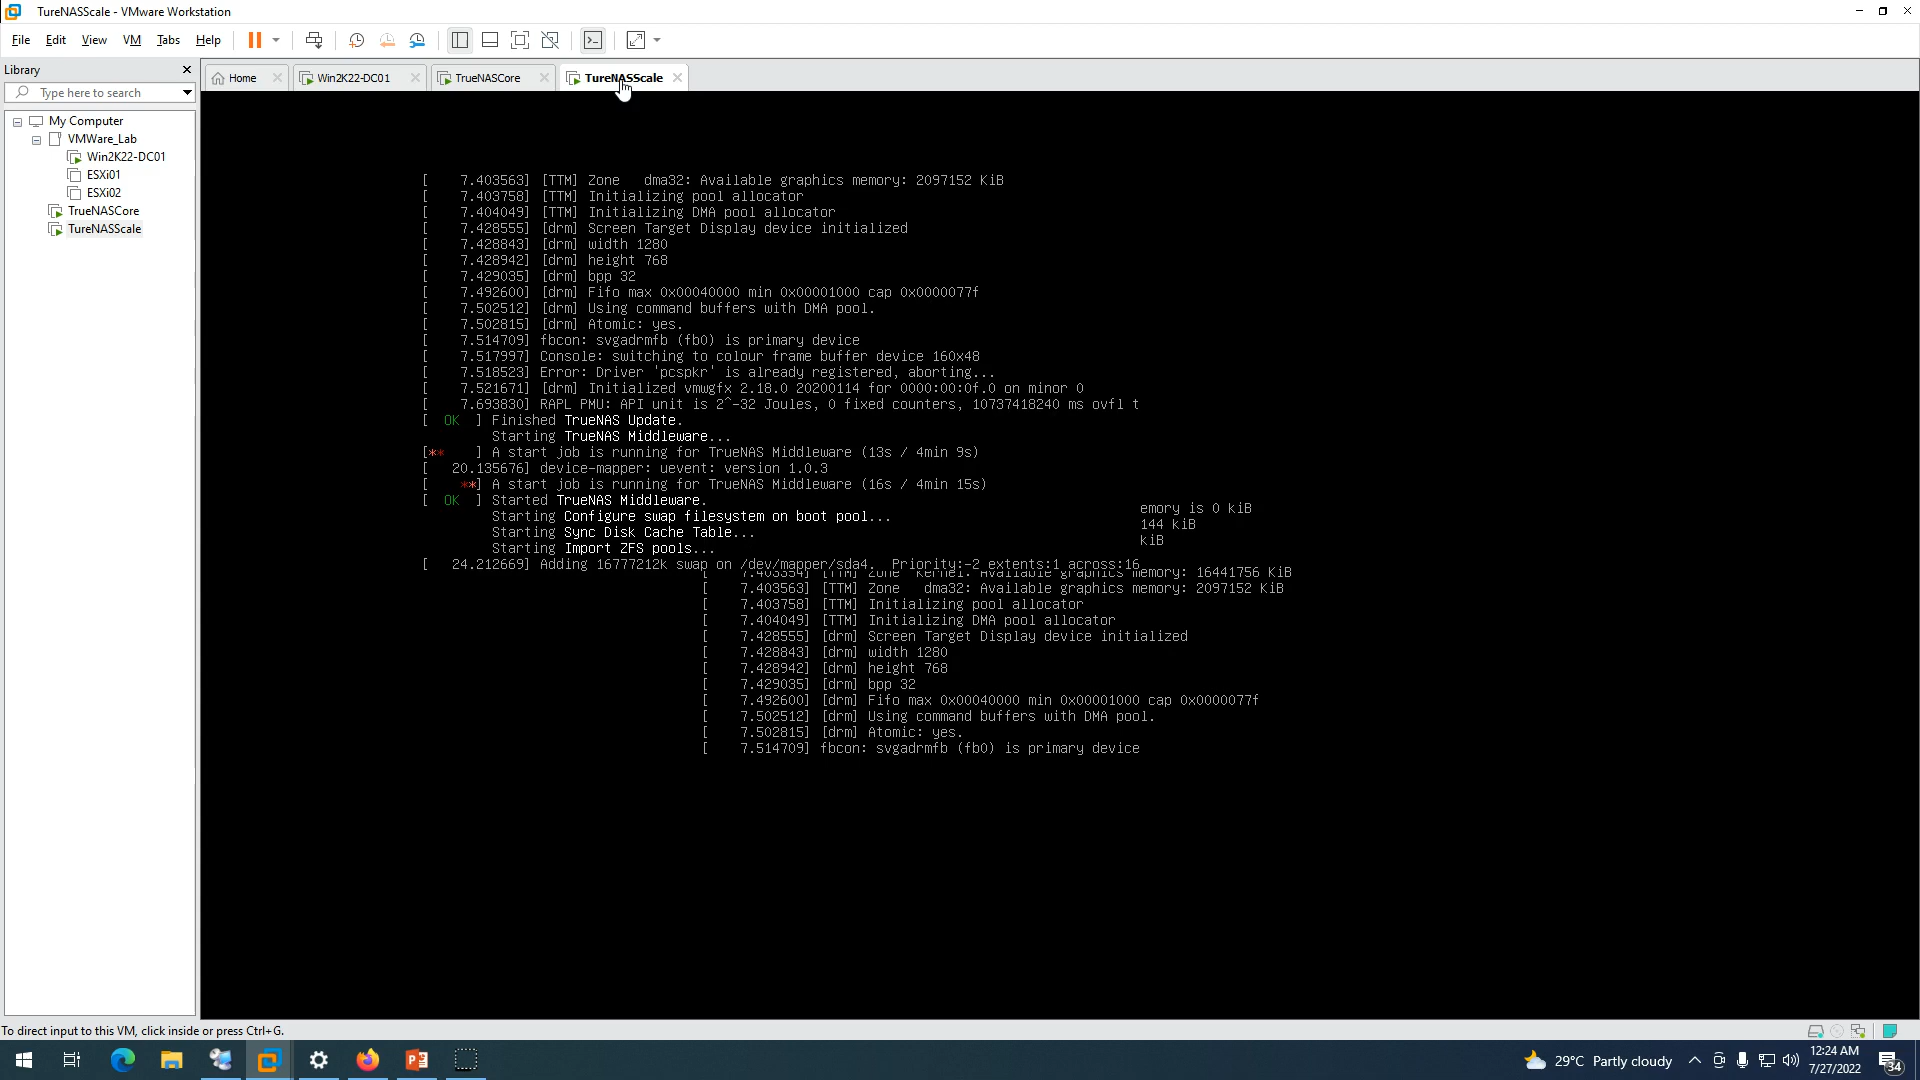 TureNASScale - VMware Workstation
File Edit View VM Tabs Help
Library
Type here to search
My Computer
VMWare_Lab
Win2K22-DC01
ESXi01
ESXi02
TrueNASCore
TureNASScale
Home Win2K22-DC01 TrueNASCore TureNASScale
[ 7.403563] [TTM] Zone dma32: Available graphics memory: 2097152 KiB
[ 7.403758] [TTM] Initializing pool allocator
[ 7.404049] [TTM] Initializing DMA pool allocator
[ 7.428555] [drm] Screen Target Display device initialized
[ 7.428843] [drm] width 1280
[ 7.428942] [drm] height 768
[ 7.429035] [drm] bpp 32
[ 7.492600] [drm] Fifo max 0x00040000 min 0x00001000 cap 0x0000077f
[ 7.502512] [drm] Using command buffers with DMA pool.
[ 7.502815] [drm] Atomic: yes.
[ 7.514709] fbcon: svgadrmfb (fb0) is primary device
[ 7.517997] Console: switching to colour frame buffer device 160x48
[ 7.518523] Error: Driver 'pcspkr' is already registered, aborting...
[ 7.521671] [drm] Initialized vmwgfx 2.18.0 20200114 for 0000:00:0f.0 on minor 0
[ 7.693830] RAPL PMU: API unit is 2^-32 Joules, 0 fixed counters, 10737418240 ms ovfl t
[ OK ] Finished TrueNAS Update.
Starting TrueNAS Middleware...
[** ] A start job is running for TrueNAS Middleware (13s / 4min 9s)
[ 20.135676] device-mapper: uevent: version 1.0.3
[ **] A start job is running for TrueNAS Middleware (16s / 4min 15s)
[ OK ] Started TrueNAS Middleware.
Starting Configure swap filesystem on boot pool...
Starting Sync Disk Cache Table...
Starting Import ZFS pools...
[ 24.212669] Adding 16777212k swap on /dev/mapper/sda4. Priority:-2 extents:1 across:16
emory is 0 kiB
144 kiB
kiB
[ 7.403554] [TTM] Zone kernel: Available graphics memory: 16441756 KiB
[ 7.403563] [TTM] Zone dma32: Available graphics memory: 2097152 KiB
[ 7.403758] [TTM] Initializing pool allocator
[ 7.404049] [TTM] Initializing DMA pool allocator
[ 7.428555] [drm] Screen Target Display device initialized
[ 7.428843] [drm] width 1280
[ 7.428942] [drm] height 768
[ 7.429035] [drm] bpp 32
[ 7.492600] [drm] Fifo max 0x00040000 min 0x00001000 cap 0x0000077f
[ 7.502512] [drm] Using command buffers with DMA pool.
[ 7.502815] [drm] Atomic: yes.
[ 7.514709] fbcon: svgadrmfb (fb0) is primary device
To direct input to this VM, click inside or press Ctrl+G.
29°C Partly cloudy
12:24 AM
7/27/2022
34